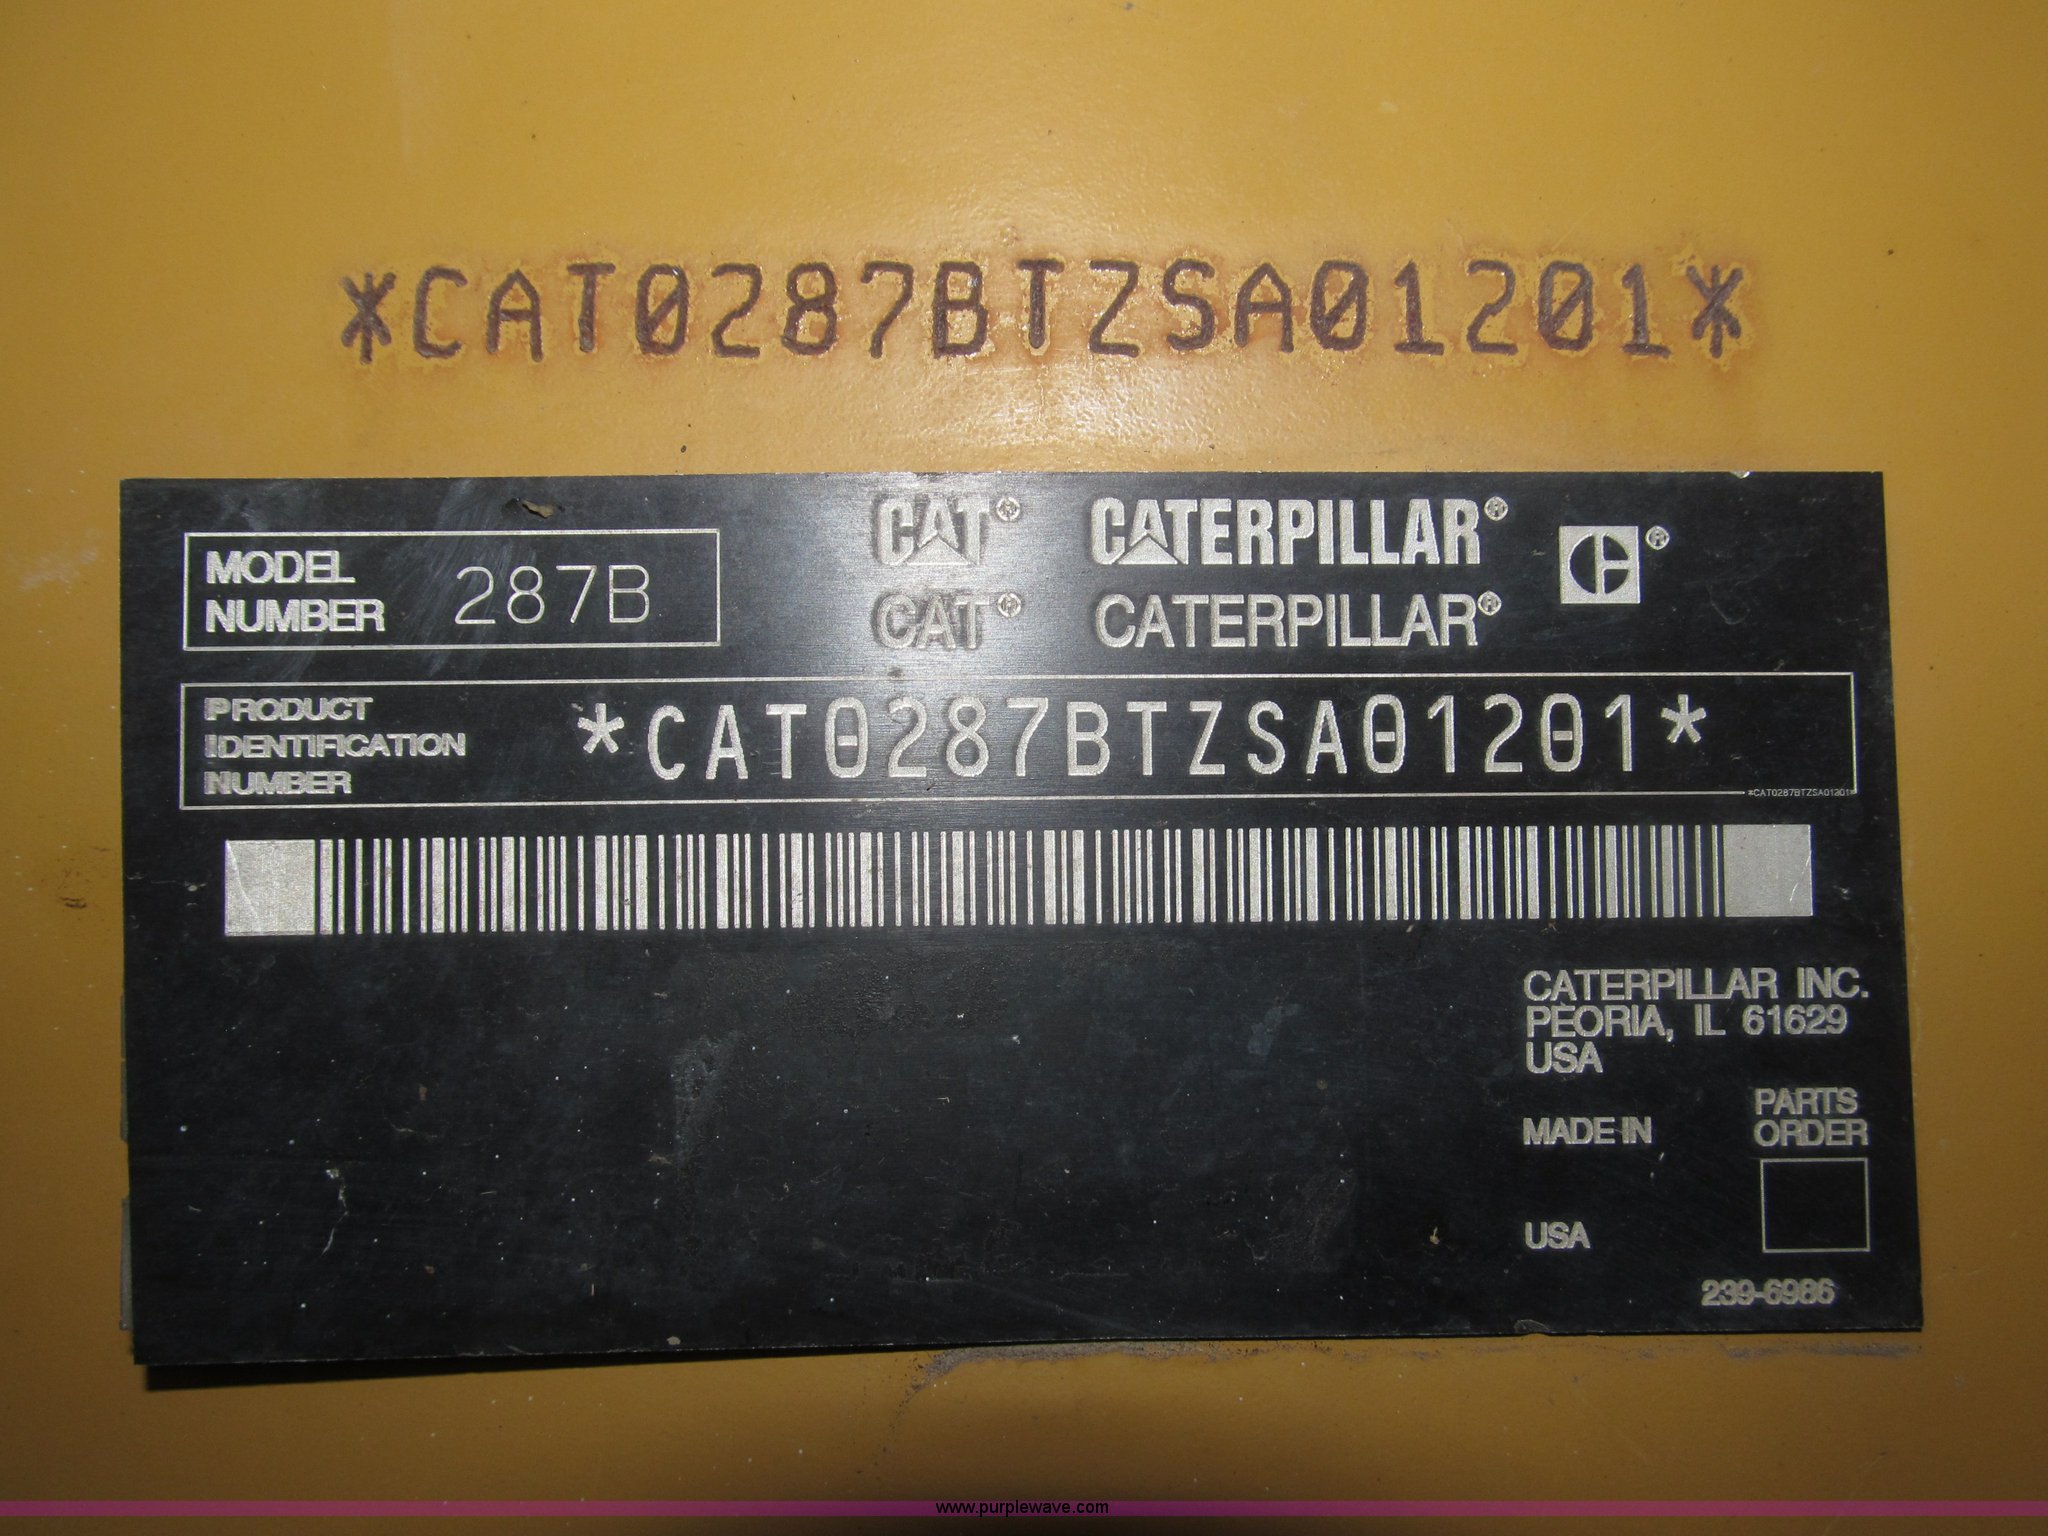 *CAT0287BTZSA01201*
MODEL NUMBER 287B
CAT® CATERPILLAR® ®
CAT® CATERPILLAR®
PRODUCT
IDENTIFICATION
NUMBER
*CAT0287BTZSA01201*
*CAT0287BTZSA01201*
CATERPILLAR INC.
PEORIA, IL 61629
USA
MADE IN
USA
PARTS
ORDER
239-6986
www.purplewave.com